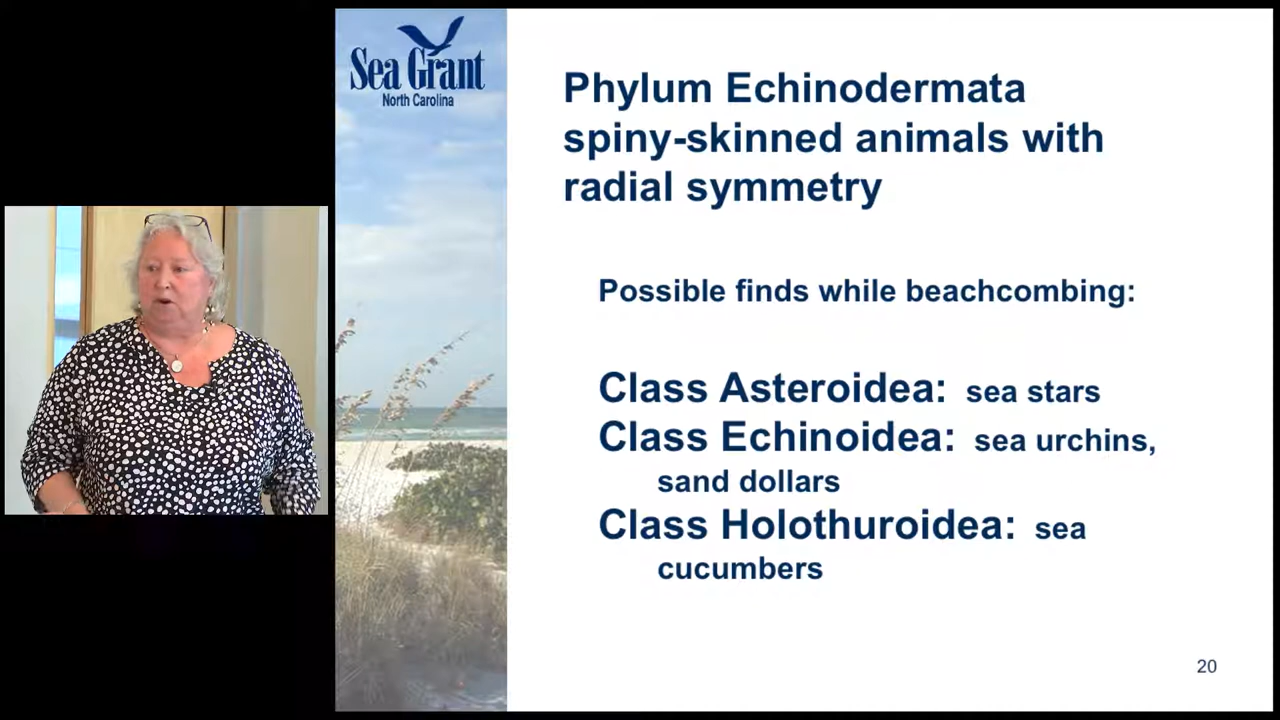 Sea Grant
North Carolina
Phylum Echinodermata
spiny-skinned animals with
radial symmetry
Possible finds while beachcombing:
Class Asteroidea: sea stars
Class Echinoidea: sea urchins,
sand dollars
Class Holothuroidea: sea
cucumbers
20